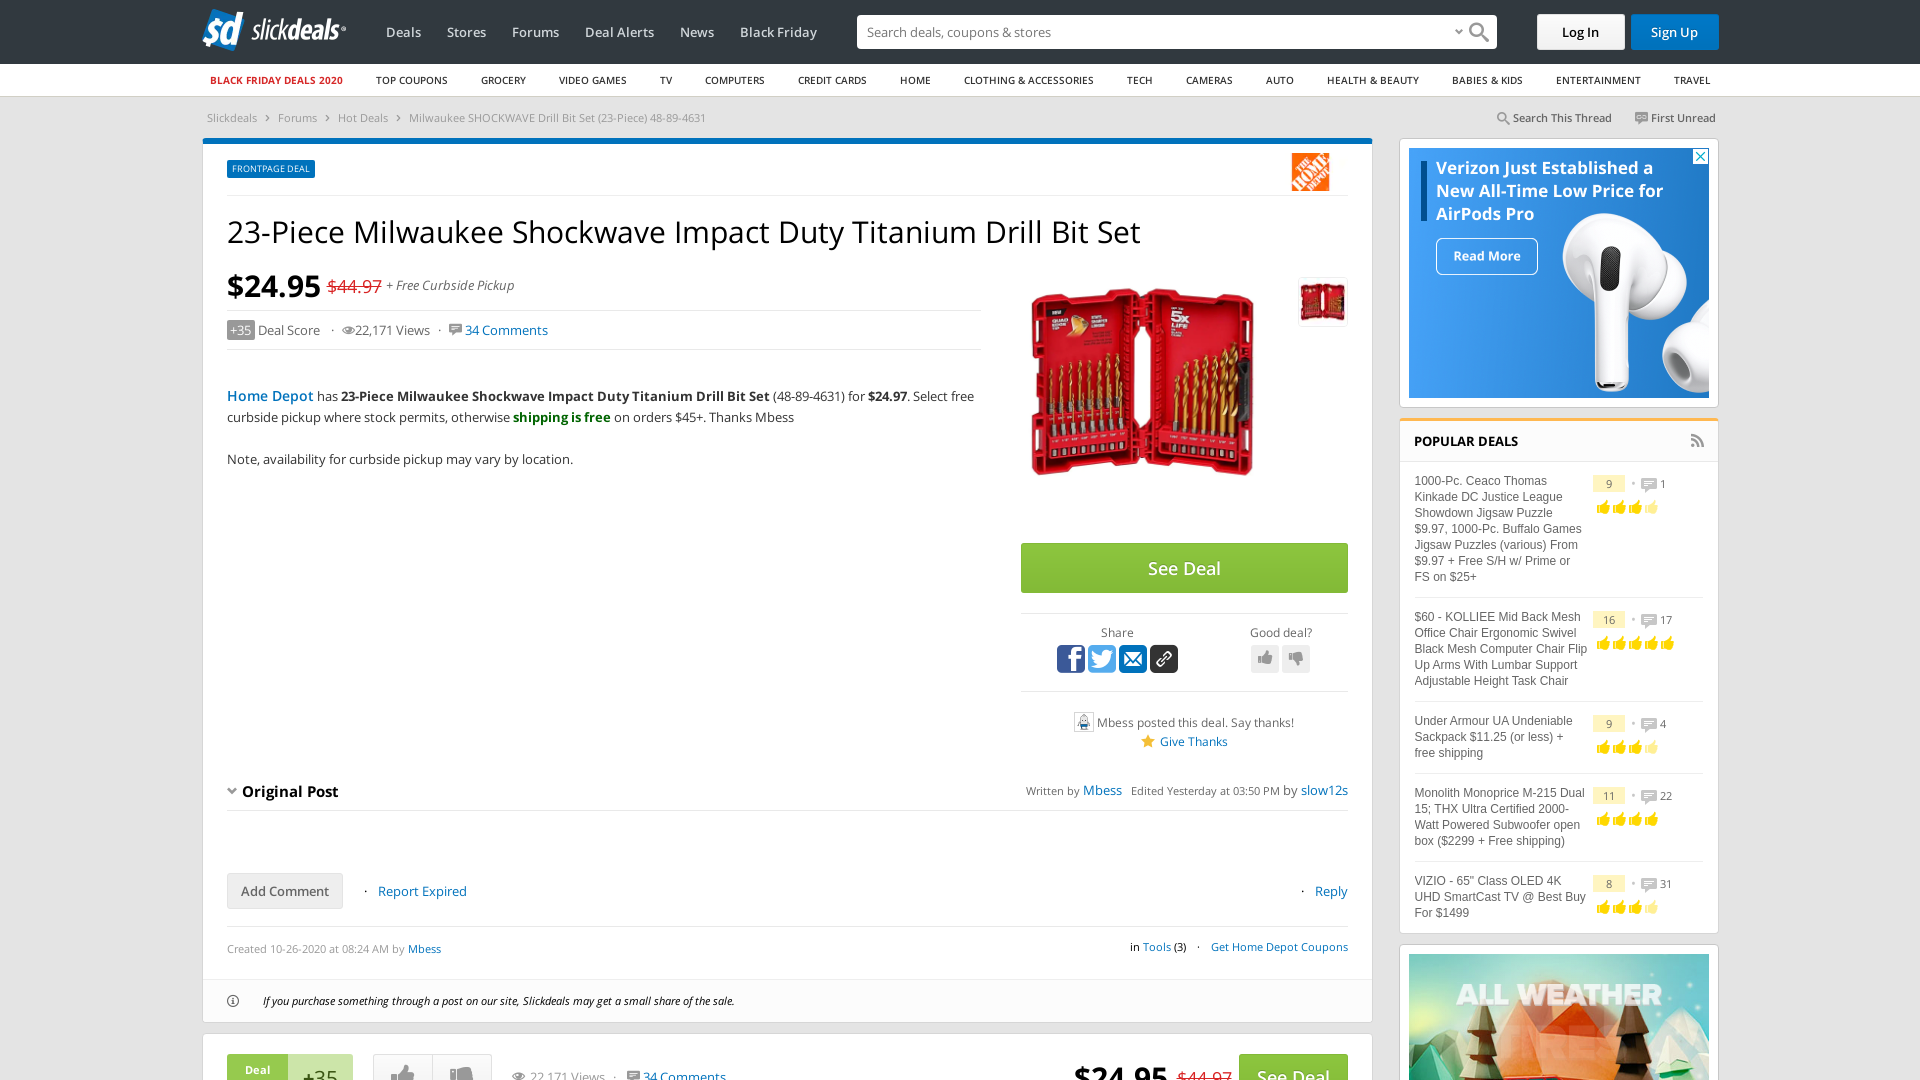 sd slickdeals
Deals Stores Forums Deal Alerts News Black Friday
Search deals, coupons & shopping
Log In Sign Up
BLACK FRIDAY DEALS 2020 TOP COUPONS GROCERY VIDEO GAMES TV COMPUTERS CREDIT CARDS HOME CLOTHING & ACCESSORIES TECH CAMERAS AUTO HEALTH & BEAUTY BABIES & KIDS ENTERTAINMENT TRAVEL
Slickdeals › Forums › Hot Deals › Milwaukee SHOCKWAVE Drill Bit Set (23-Piece) 48-89-4631
Search This Thread First Unread
FRONTPAGE DEAL
THE HOME DEPOT
23-Piece Milwaukee Shockwave Impact Duty Titanium Drill Bit Set
$24.95 $44.97 + Free Curbside Pickup
+35 Deal Score · 22,171 Views · 34 Comments
5x
LIFE
Home Depot has 23-Piece Milwaukee Shockwave Impact Duty Titanium Drill Bit Set (48-89-4631) for $24.97. Select free
curbside pickup where stock permits, otherwise shipping is free on orders $45+. Thanks Mbess
Note, availability for curbside pickup may vary by location.
See Deal
Share
Good deal?
Mbess posted this deal. Say thanks!
Give Thanks
Original Post
Written by Mbess Edited Yesterday at 03:50 PM by slow12s
Add Comment · Report Expired
· Reply
Created 10-26-2020 at 08:24 AM by Mbess
in Tools (3) · Get Home Depot Coupons
If you purchase something through a post on our site, Slickdeals may get a small share of the sale.
Deal
+35
22,171 Views · 34 Comments
$24.95 $44.97
See Deal
Verizon Just Established a
New All-Time Low Price for
AirPods Pro
Read More
POPULAR DEALS
1000-Pc. Ceaco Thomas
Kinkade DC Justice League
Showdown Jigsaw Puzzle
$9.97, 1000-Pc. Buffalo Games
Jigsaw Puzzles (various) From
$9.97 + Free S/H w/ Prime or
FS on $25+
9 • 1
$60 - KOLLIEE Mid Back Mesh
Office Chair Ergonomic Swivel
Black Mesh Computer Chair Flip
Up Arms With Lumbar Support
Adjustable Height Task Chair
16 • 17
Under Armour UA Undeniable
Sackpack $11.25 (or less) +
free shipping
9 • 4
Monolith Monoprice M-215 Dual
15; THX Ultra Certified 2000-
Watt Powered Subwoofer open
box ($2299 + Free shipping)
11 • 22
VIZIO - 65" Class OLED 4K
UHD SmartCast TV @ Best Buy
For $1499
8 • 31
ALL WEATHER